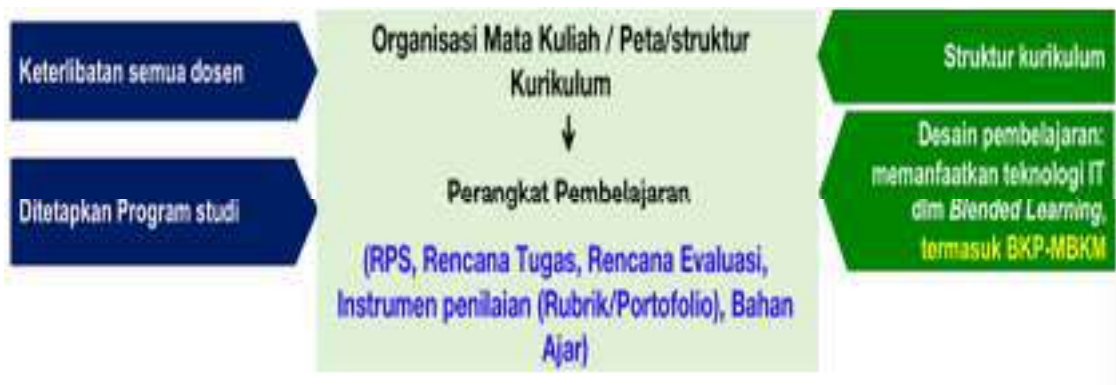 Keterlibatan semua dosen
Ditetapkan Program studi
Organisasi Mata Kuliah / Peta/struktur
Kurikulum
↓
Perangkat Pembelajaran
(RPS, Rencana Tugas, Rencana Evaluasi,
Instrumen penilaian (Rubrik/Portofolio), Bahan
Ajar)
Struktur kurikulum
Desain pembelajaran:
memanfaatkan teknologi IT
dlm Blended Learning,
termasuk BKP-MBKM